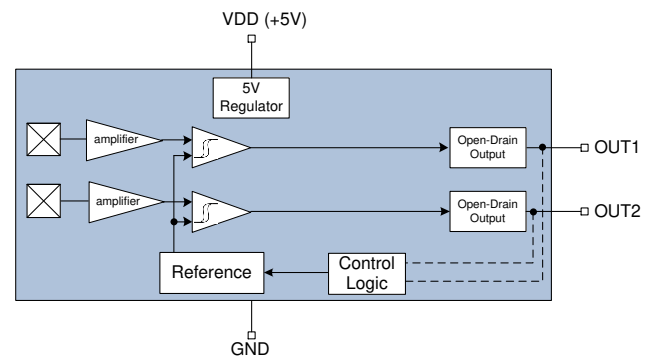 VDD (+5V)
5V
Regulator
amplifier
Open-Drain
Output
OUT1
amplifier
Open-Drain
Output
OUT2
Reference
Control
Logic
GND